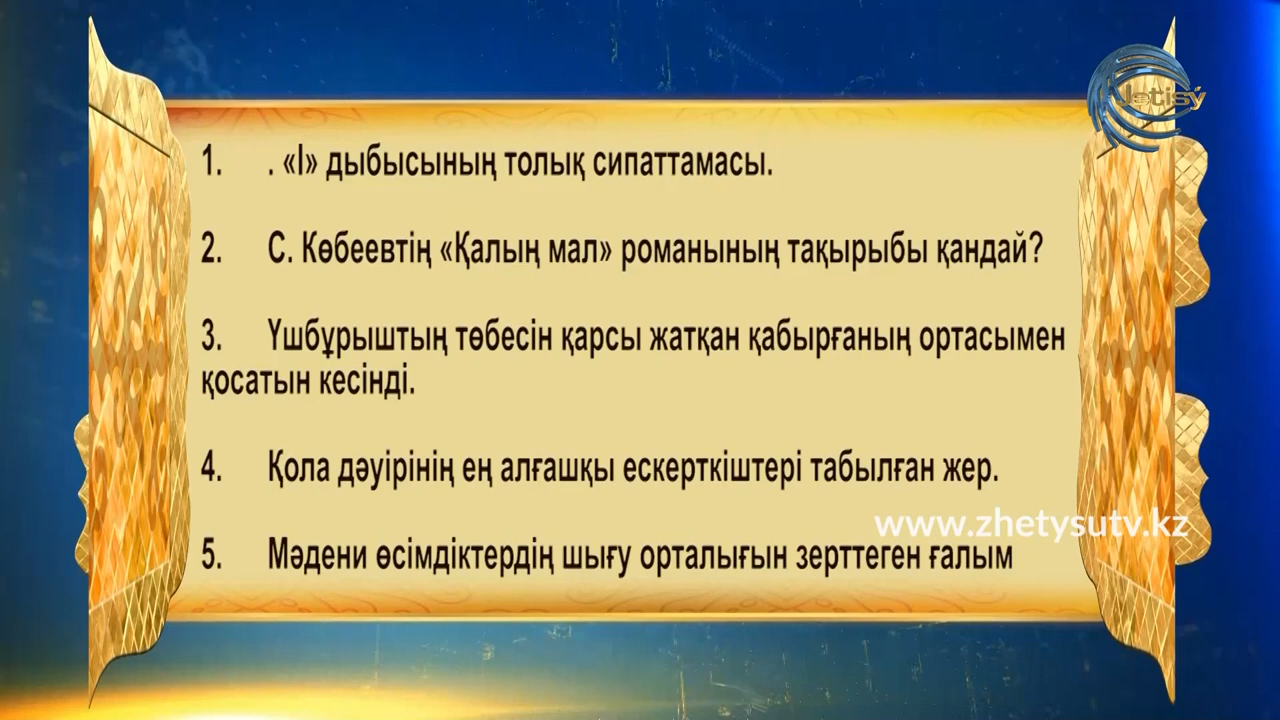 Jetisý
1. . «І» дыбысының толық сипаттамасы.
2. С. Көбеевтің «Қалың мал» романының тақырыбы қандай?
3. Үшбұрыштың төбесін қарсы жатқан қабырғаның ортасымен
қосатын кесінді.
4. Қола дәуірінің ең алғашқы ескерткіштері табылған жер.
www.zhetysutv.kz
5. Мәдени өсімдіктердің шығу орталығын зерттеген ғалым